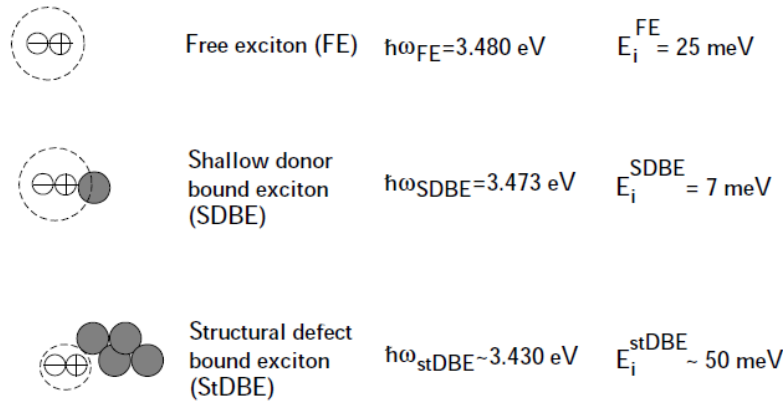 Free exciton (FE) ħω_FE=3.480 eV E_i^FE = 25 meV
Shallow donor
bound exciton
(SDBE) ħω_SDBE=3.473 eV E_i^SDBE = 7 meV
Structural defect
bound exciton
(StDBE) ħω_stDBE~3.430 eV E_i^stDBE ~ 50 meV